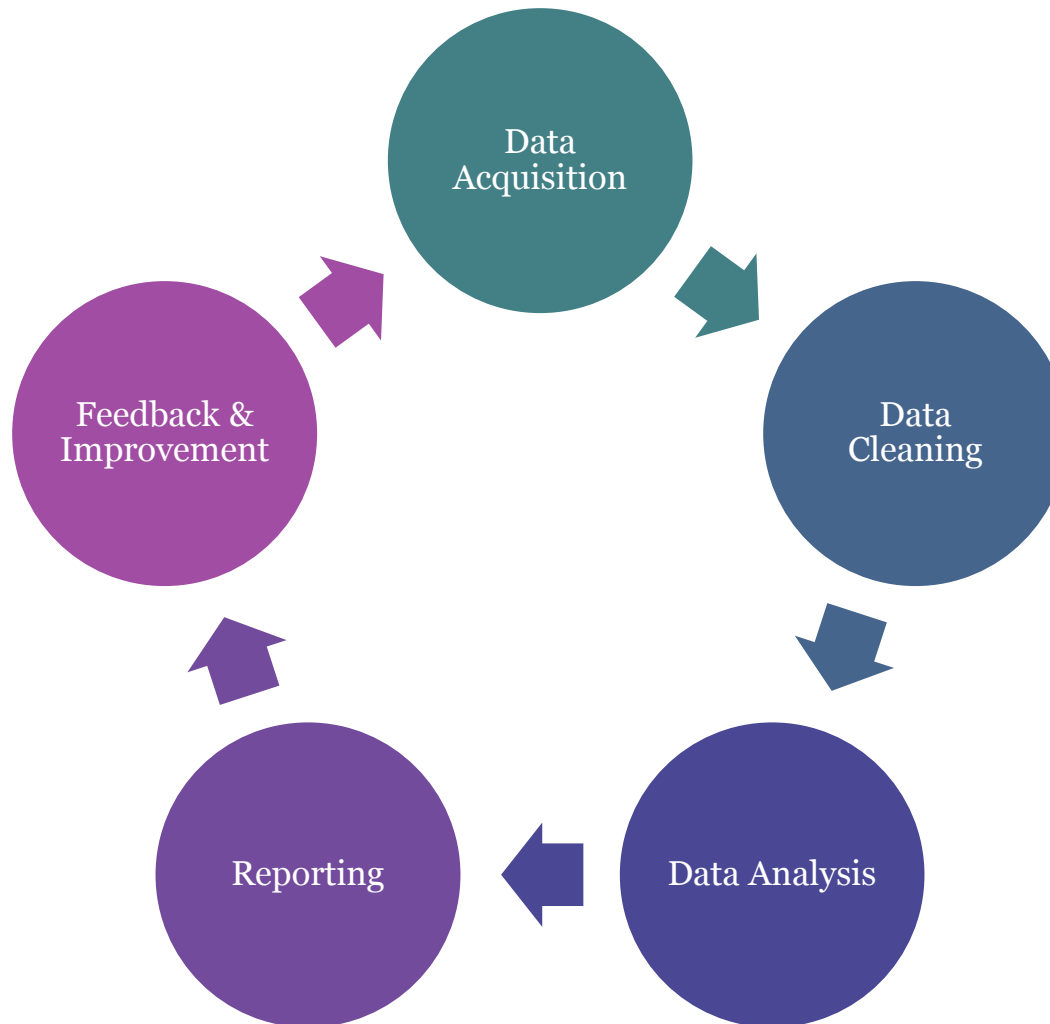 Data
Acquisition
Data
Cleaning
Data Analysis
Reporting
Feedback &
Improvement